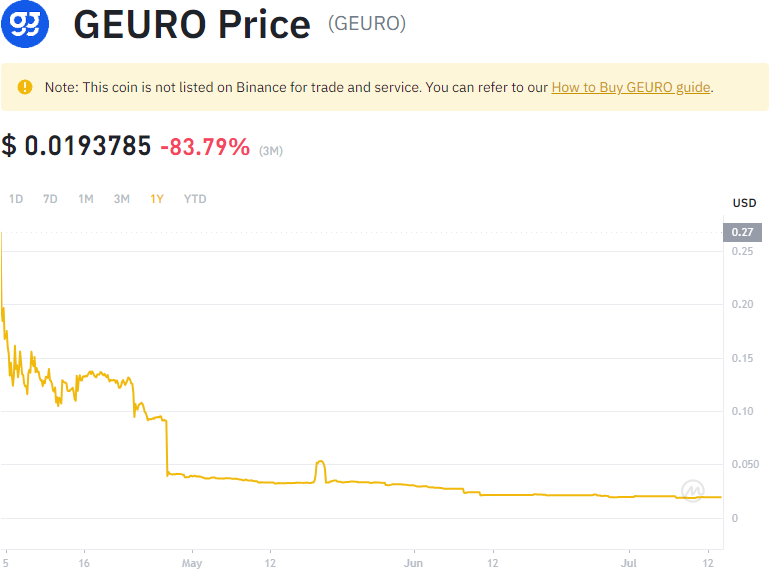 GEURO Price (GEURO)
Note: This coin is not listed on Binance for trade and service. You can refer to our How to Buy GEURO guide.
$ 0.0193785 -83.79% (3M)
1D 7D 1M 3M 1Y YTD
USD
0.27
0.25
0.20
0.15
0.10
0.050
0
5 16 May 12 Jun 12 Jul 12